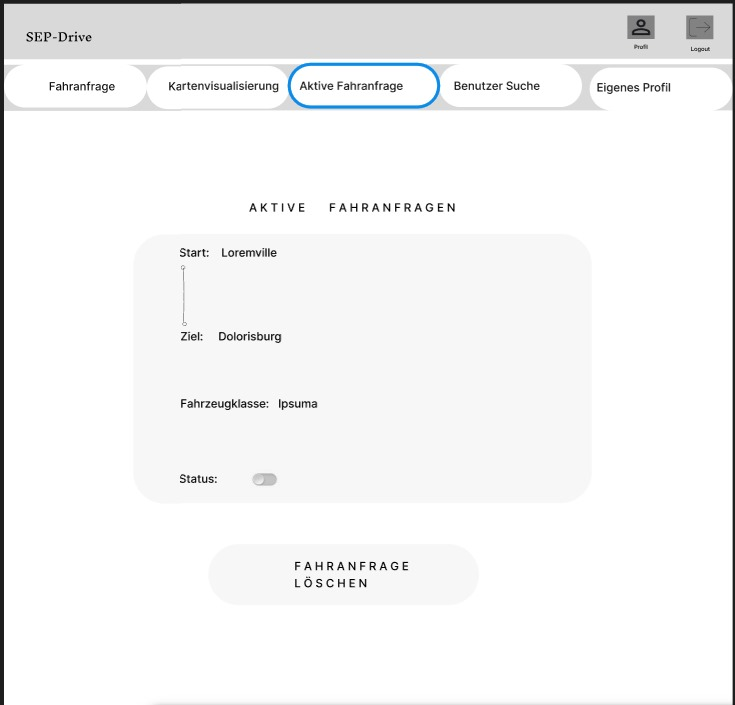 SEP-Drive
Profil
Logout
Fahranfrage
Kartenvisualisierung
Aktive Fahranfrage
Benutzer Suche
Eigenes Profil
AKTIVE FAHRANFRAGEN
Start: Loremville
Ziel: Dolorisburg
Fahrzeugklasse: Ipsuma
Status:
FAHRANFRAGE
LÖSCHEN